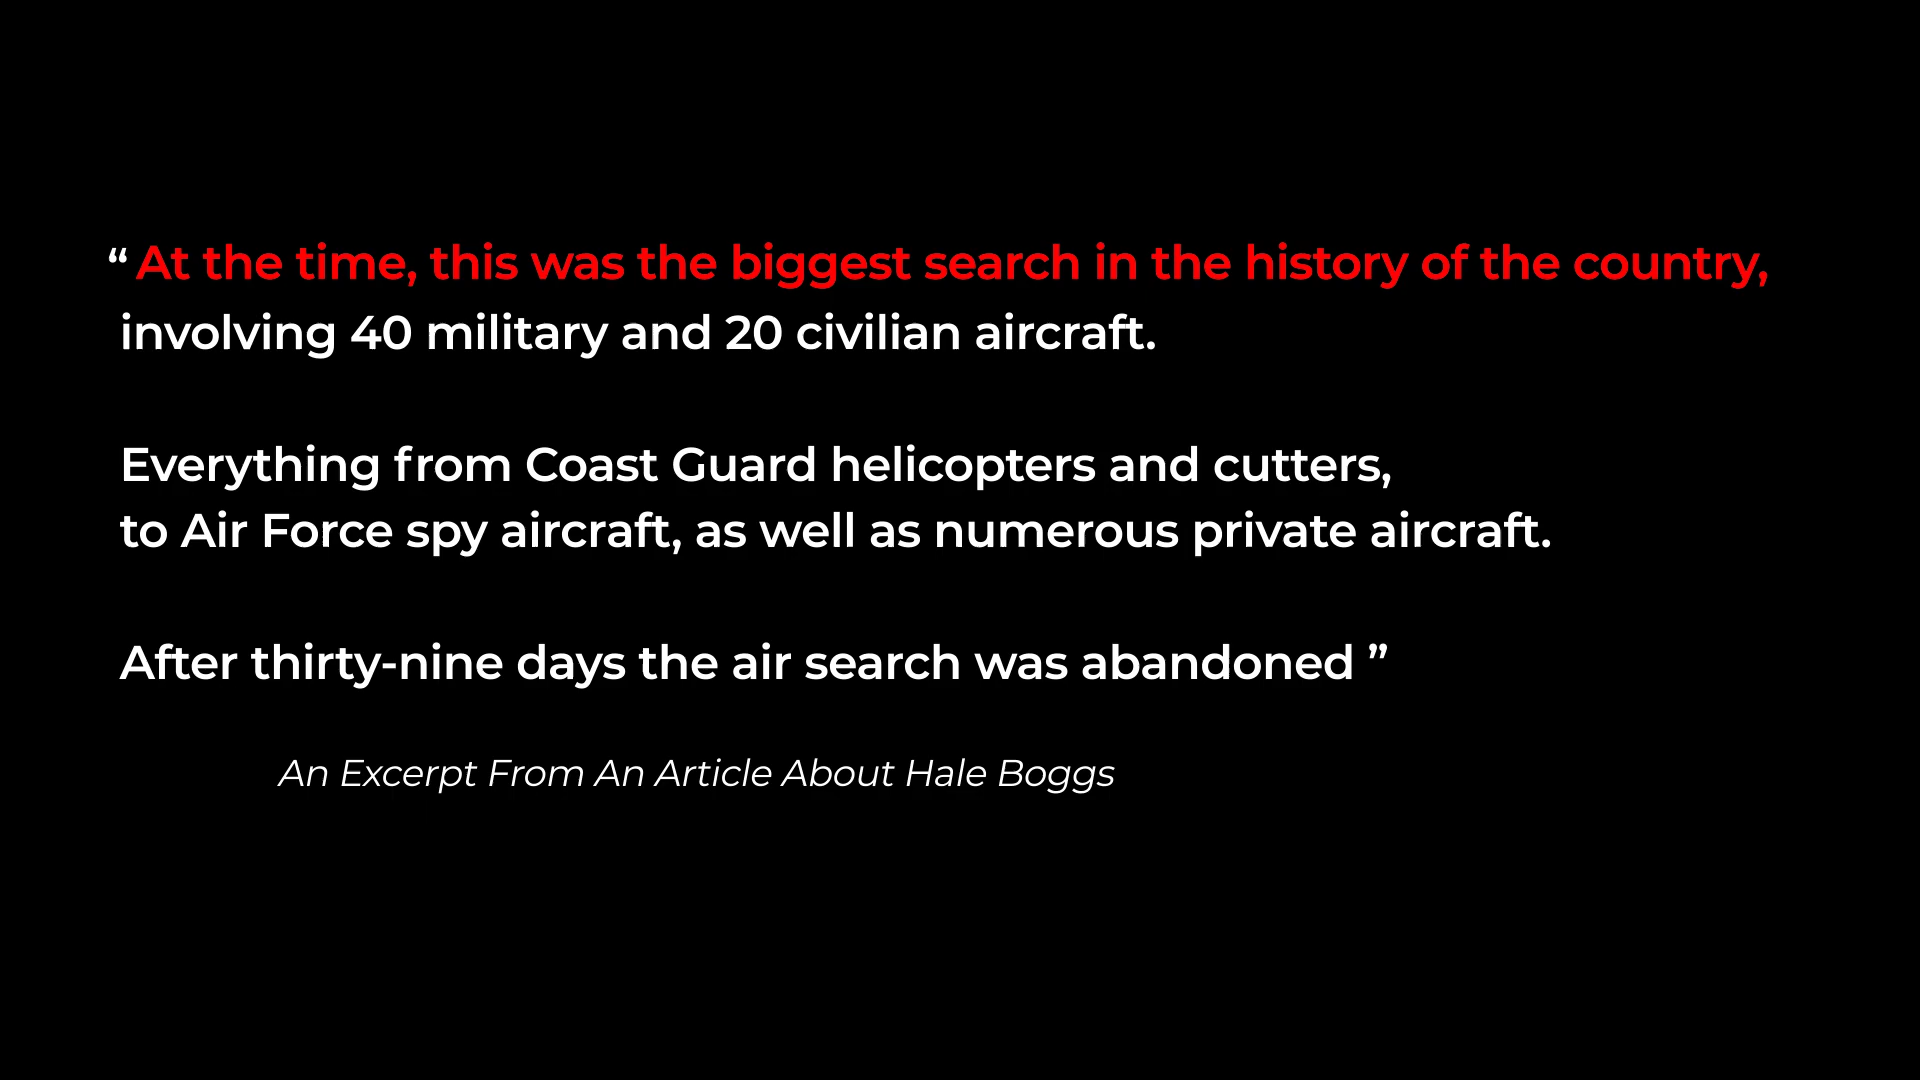 “ At the time, this was the biggest search in the history of the country,
involving 40 military and 20 civilian aircraft.
Everything from Coast Guard helicopters and cutters,
to Air Force spy aircraft, as well as numerous private aircraft.
After thirty-nine days the air search was abandoned ”
An Excerpt From An Article About Hale Boggs